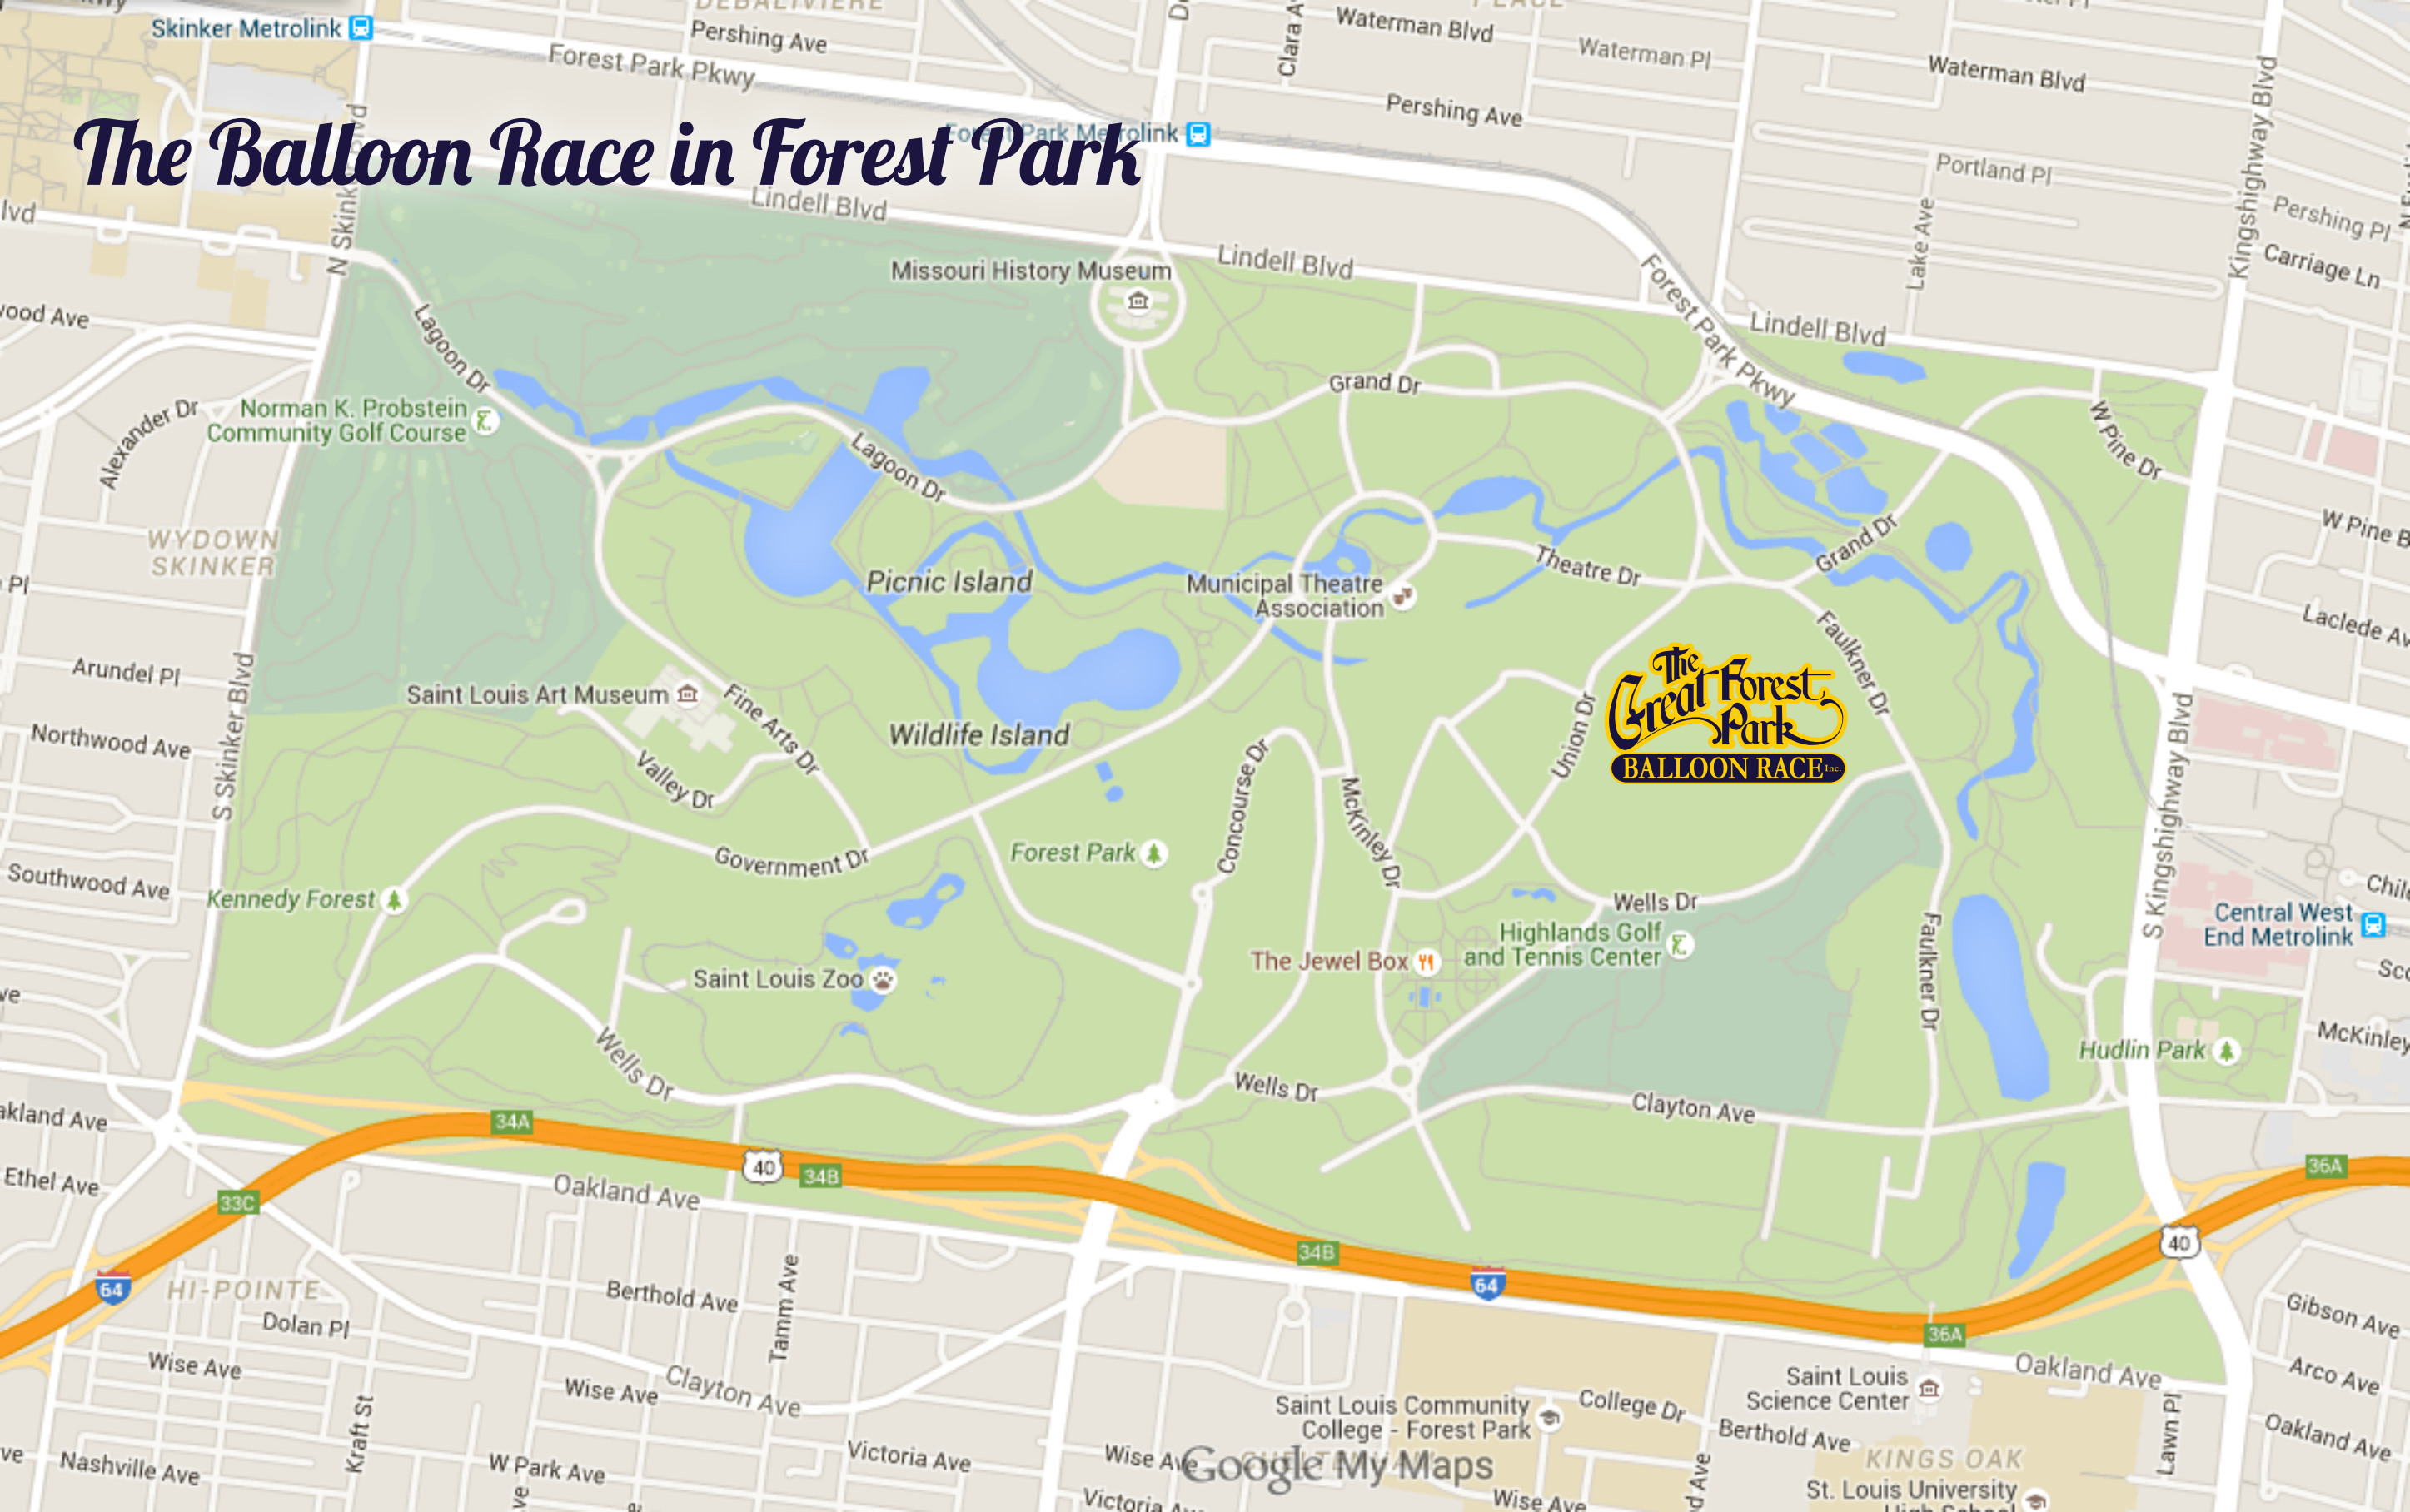 Skinker Metrolink
DEBALIVIERE
Pershing Ave
Forest Park Pkwy
Clara A
Waterman Blvd
Waterman Pl
Waterman Blvd
Pershing Ave
Forest Park Metrolink
The Balloon Race in Forest Park
Portland Pl
Kingshighway Blvd
Pershing Pl
Carriage Ln
Lake Ave
lvd
N Skink
Lindell Blvd
Missouri History Museum
Lindell Blvd
Forest Park Pkwy
Lindell Blvd
wood Ave
Lagoon Dr
Alexander Dr
Norman K. Probstein
Community Golf Course
Grand Dr
W Pine Dr
Lagoon Dr
WYDOWN
SKINKER
W Pine B
Grand Dr
Theatre Dr
Pl
Picnic Island
Municipal Theatre
Association
Laclede Av
Faulkner Dr
Arundel Pl
Saint Louis Art Museum
Fine Arts Dr
The
Great Forest
Park
BALLOON RACE Inc.
Northwood Ave
S Skinker Blvd
Wildlife Island
Valley Dr
Concourse Dr
Union Dr
McKinley Dr
S Kingshighway Blvd
Government Dr
Forest Park
Southwood Ave
Kennedy Forest
Wells Dr
Highlands Golf
and Tennis Center
The Jewel Box
Faulkner Dr
Central West
End Metrolink
Saint Louis Zoo
Wells Dr
Hudlin Park
McKinley
Wells Dr
Clayton Ave
akland Ave
34A
40
34B
Oakland Ave
Ethel Ave
33C
36A
34B
40
64
64
HI-POINTE
Dolan Pl
Berthold Ave
Tamm Ave
36A
Gibson Ave
Wise Ave
Wise Ave
Clayton Ave
Saint Louis
Science Center
Oakland Ave
Arco Ave
Kraft St
Saint Louis Community
College - Forest Park
College Dr
Berthold Ave
Lawn Pl
Oakland Ave
Nashville Ave
W Park Ave
Victoria Ave
Wise Ave
Google My Maps
KINGS OAK
Wise Ave
St. Louis University
Victoria